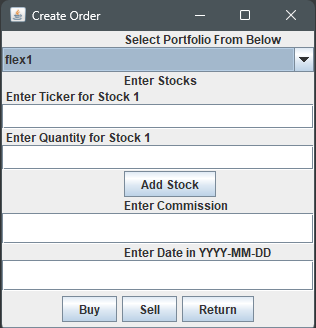 Create Order
Select Portfolio From Below
flex1
Enter Stocks
Enter Ticker for Stock 1
Enter Quantity for Stock 1
Add Stock
Enter Commission
Enter Date in YYYY-MM-DD
Buy Sell Return